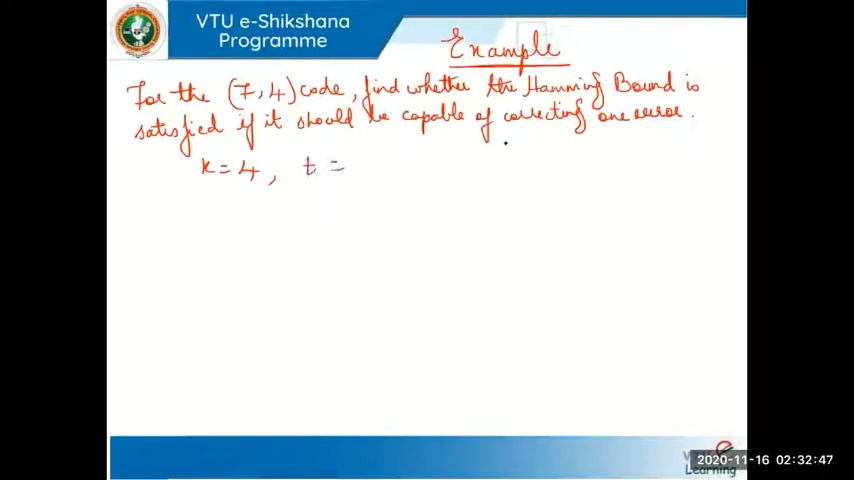 VTU e-Shikshana
Programme
Example
For the (7,4) code, find whether the Hamming Bound is
satisfied if it should be capable of correcting one error.
k = 4, t =
2020-11-16 02:32:47
Learning